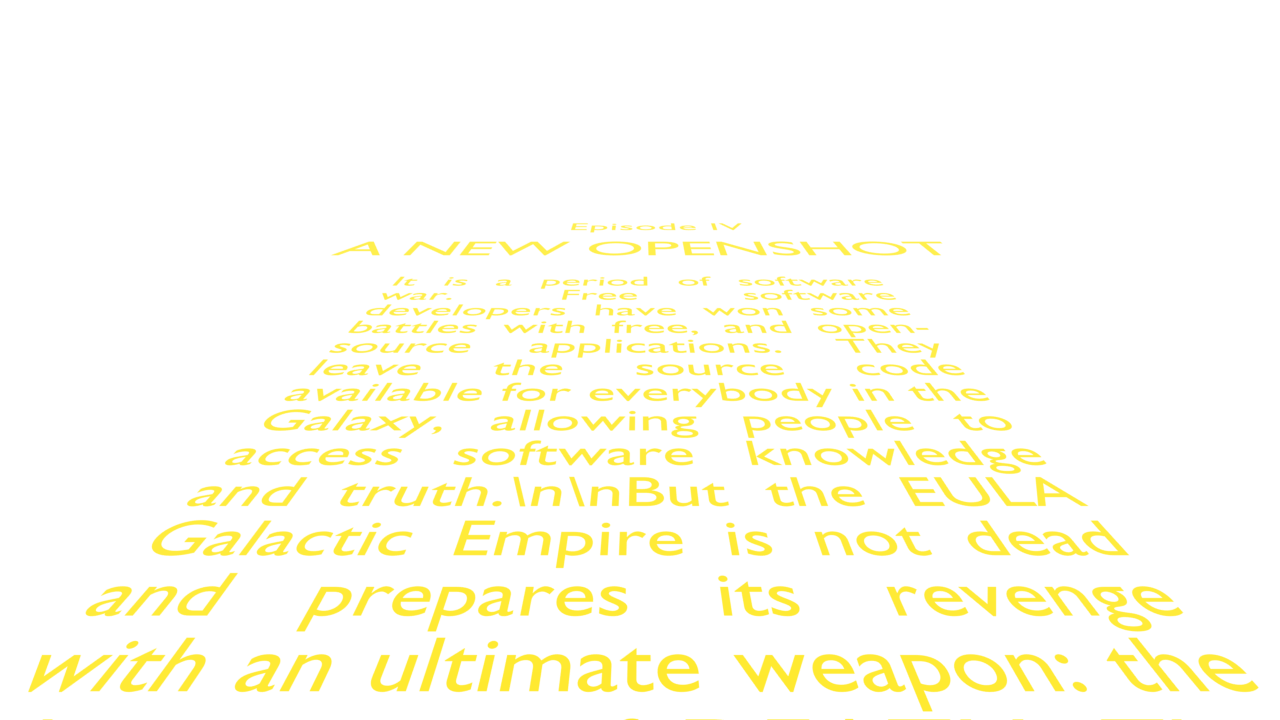 Episode IV
A NEW OPENSHOT
It is a period of software
war. Free software
developers have won some
battles with free, and open-
source applications. They
leave the source code
available for everybody in the
Galaxy, allowing people to
access software knowledge
and truth.\n\nBut the EULA
Galactic Empire is not dead
and prepares its revenge
with an ultimate weapon: the